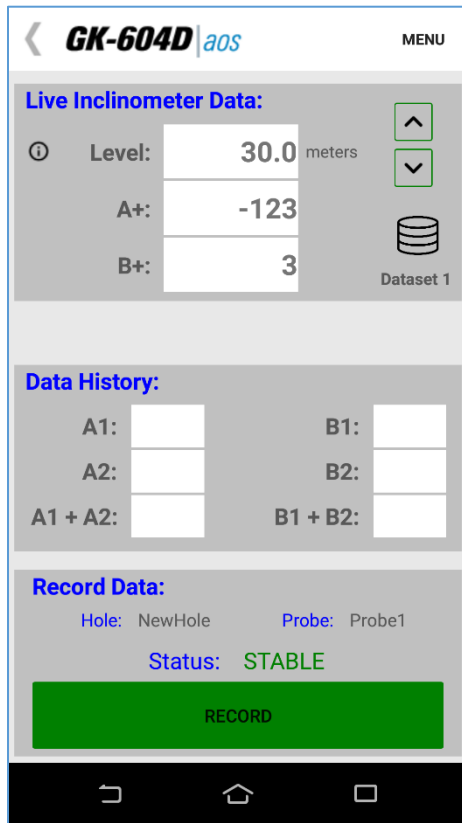 GK-604D|aos MENU
Live Inclinometer Data:
Level: 30.0 meters
A+: -123
B+: 3
Dataset 1
Data History:
A1: B1:
A2: B2:
A1 + A2: B1 + B2:
Record Data:
Hole: NewHole Probe: Probe1
Status: STABLE
RECORD